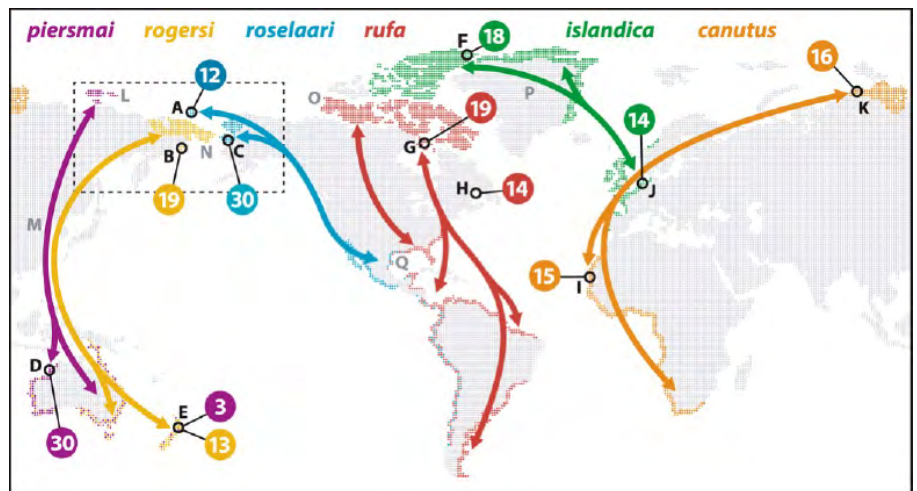 piersmai rogersi roselaari rufa islandica canutus
F 18
16
12
L
A
O
P
K
19
14
N C
B
G
H 14
J
19
30
M
Q
15
I
D
E 3
13
30